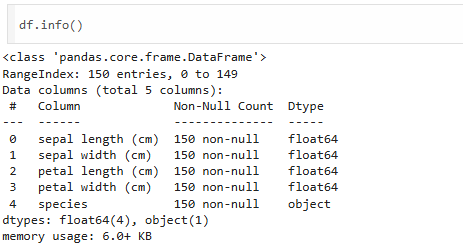 df.info()
<class 'pandas.core.frame.DataFrame'>
RangeIndex: 150 entries, 0 to 149
Data columns (total 5 columns):
 #   Column             Non-Null Count  Dtype
---  ------             --------------  -----
 0   sepal length (cm)  150 non-null    float64
 1   sepal width (cm)   150 non-null    float64
 2   petal length (cm)  150 non-null    float64
 3   petal width (cm)   150 non-null    float64
 4   species            150 non-null    object
dtypes: float64(4), object(1)
memory usage: 6.0+ KB